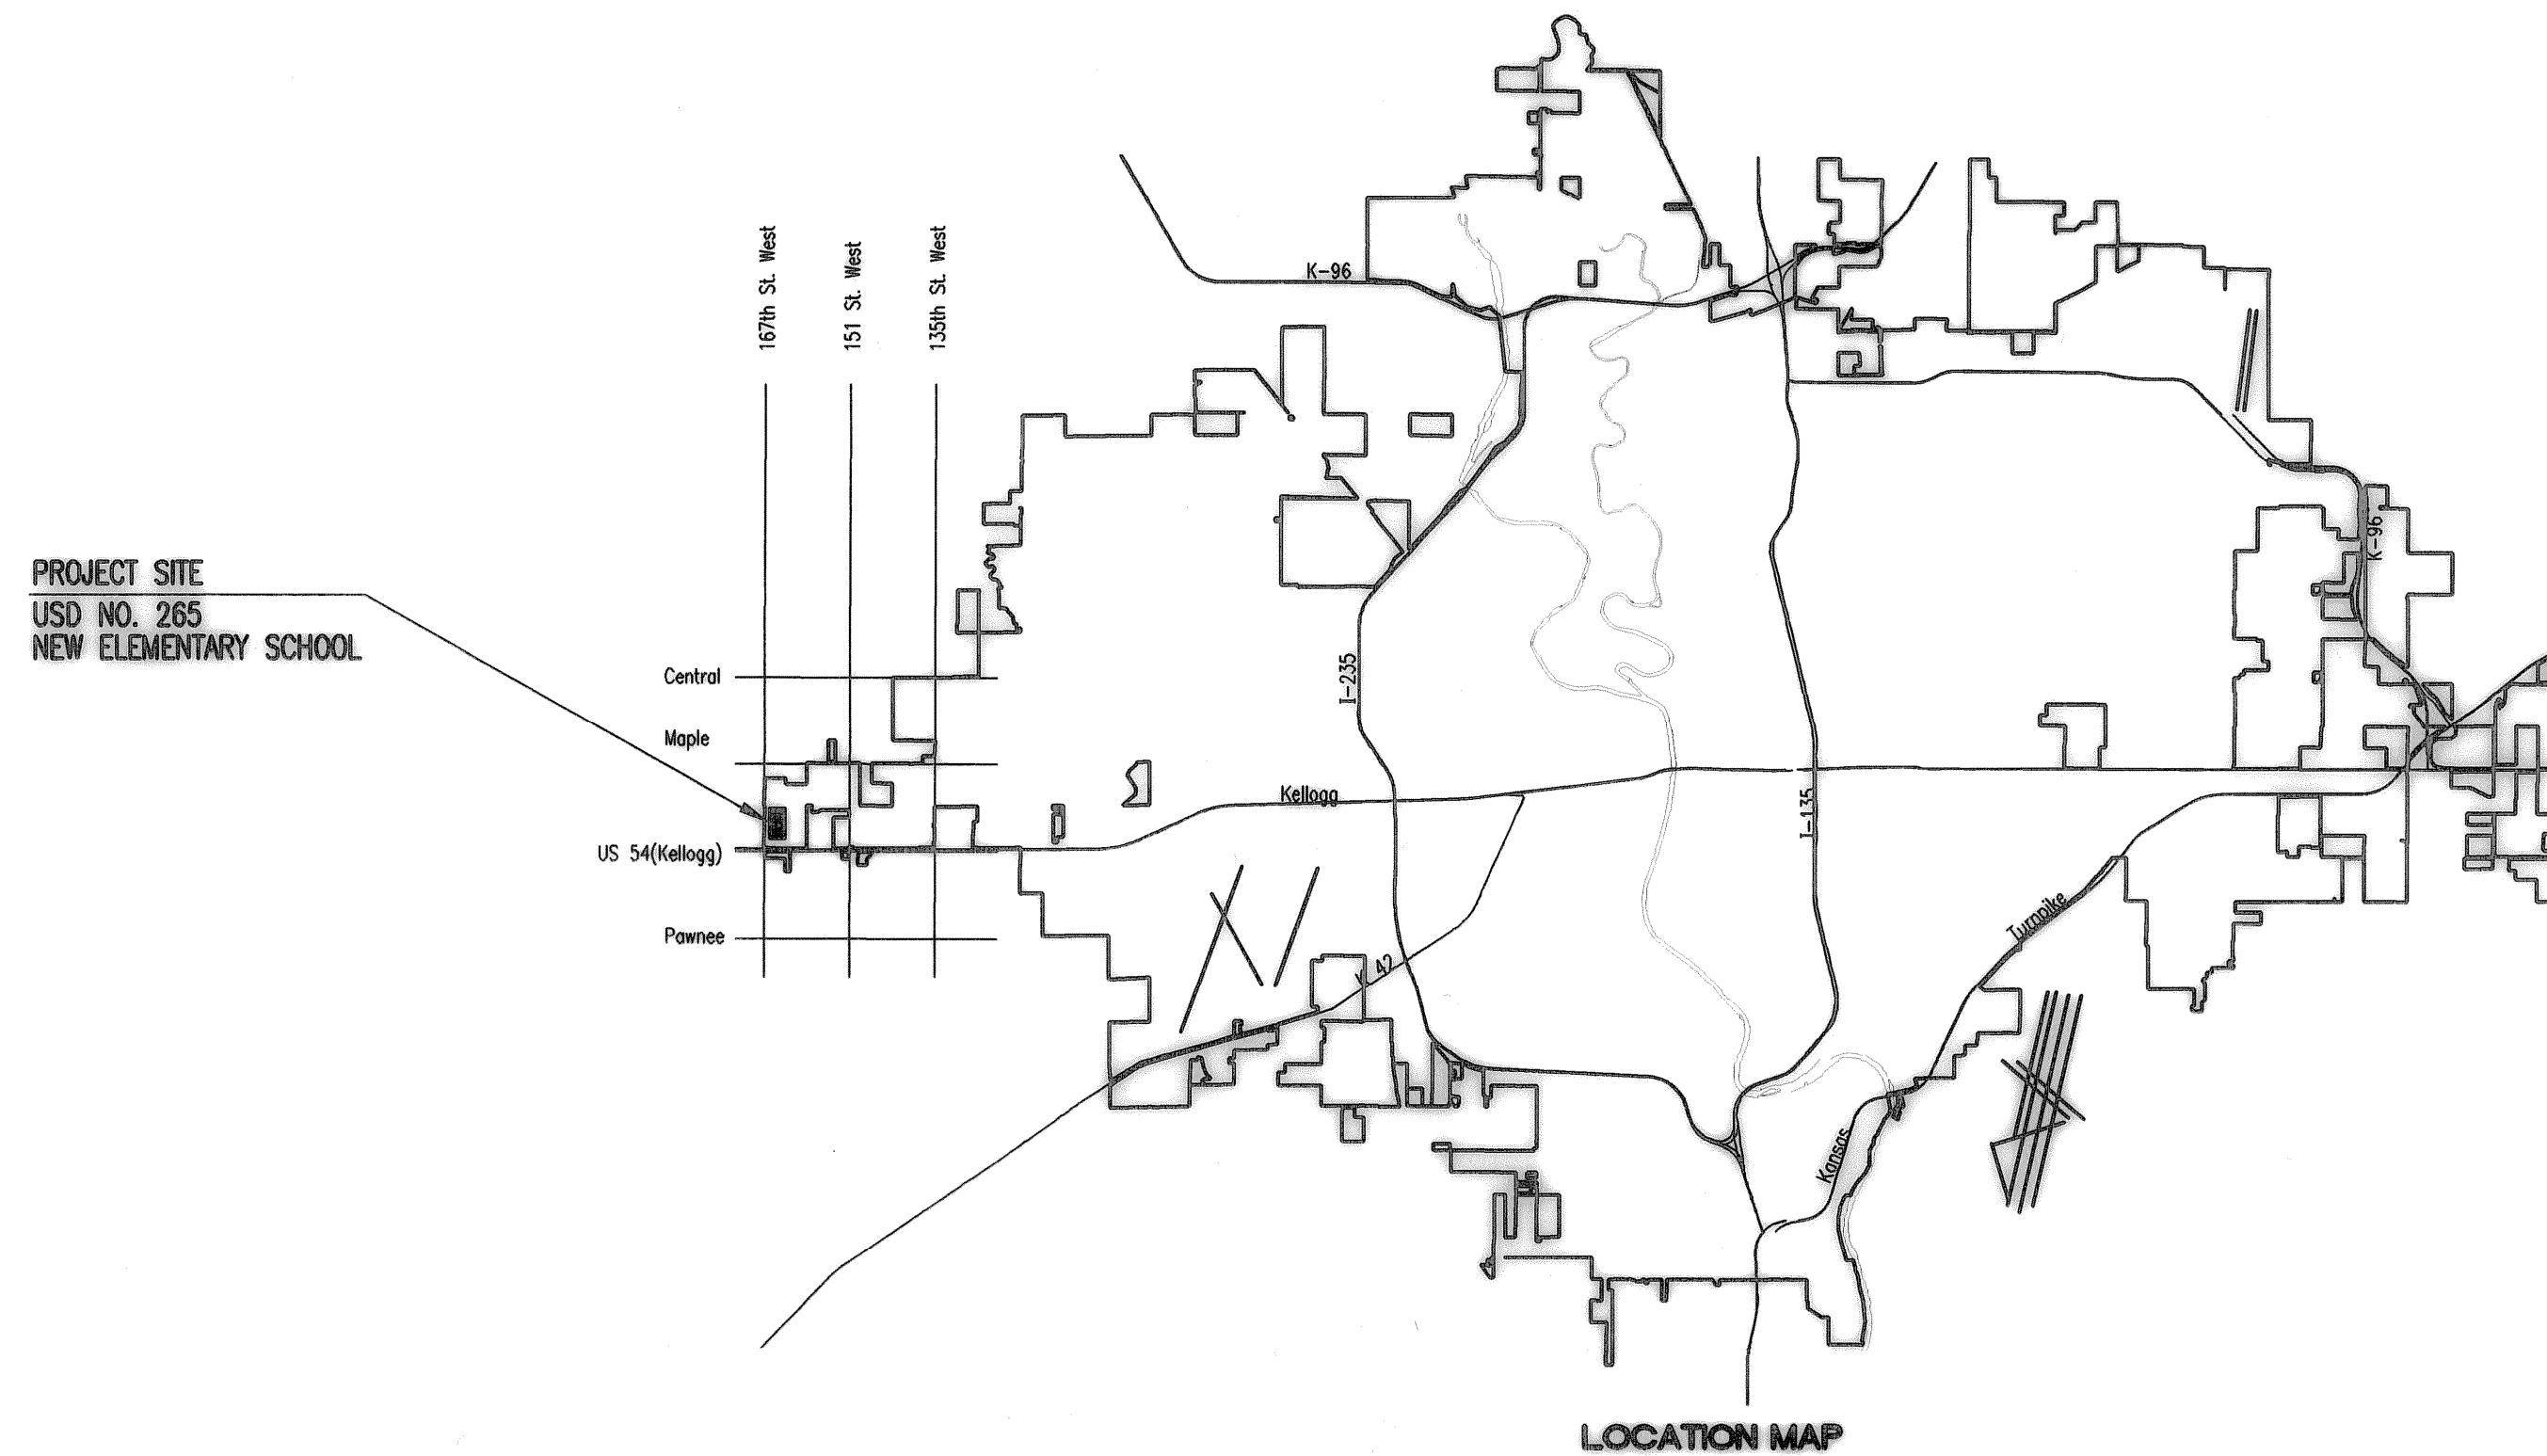 167th St. West
151 St. West
135th St. West
K-96
PROJECT SITE
USD NO. 265
NEW ELEMENTARY SCHOOL
K-96
Central
I-235
Maple
Kellogg
I-135
US 54(Kellogg)
Turnpike
Pawnee
K 42
Kansas
LOCATION MAP